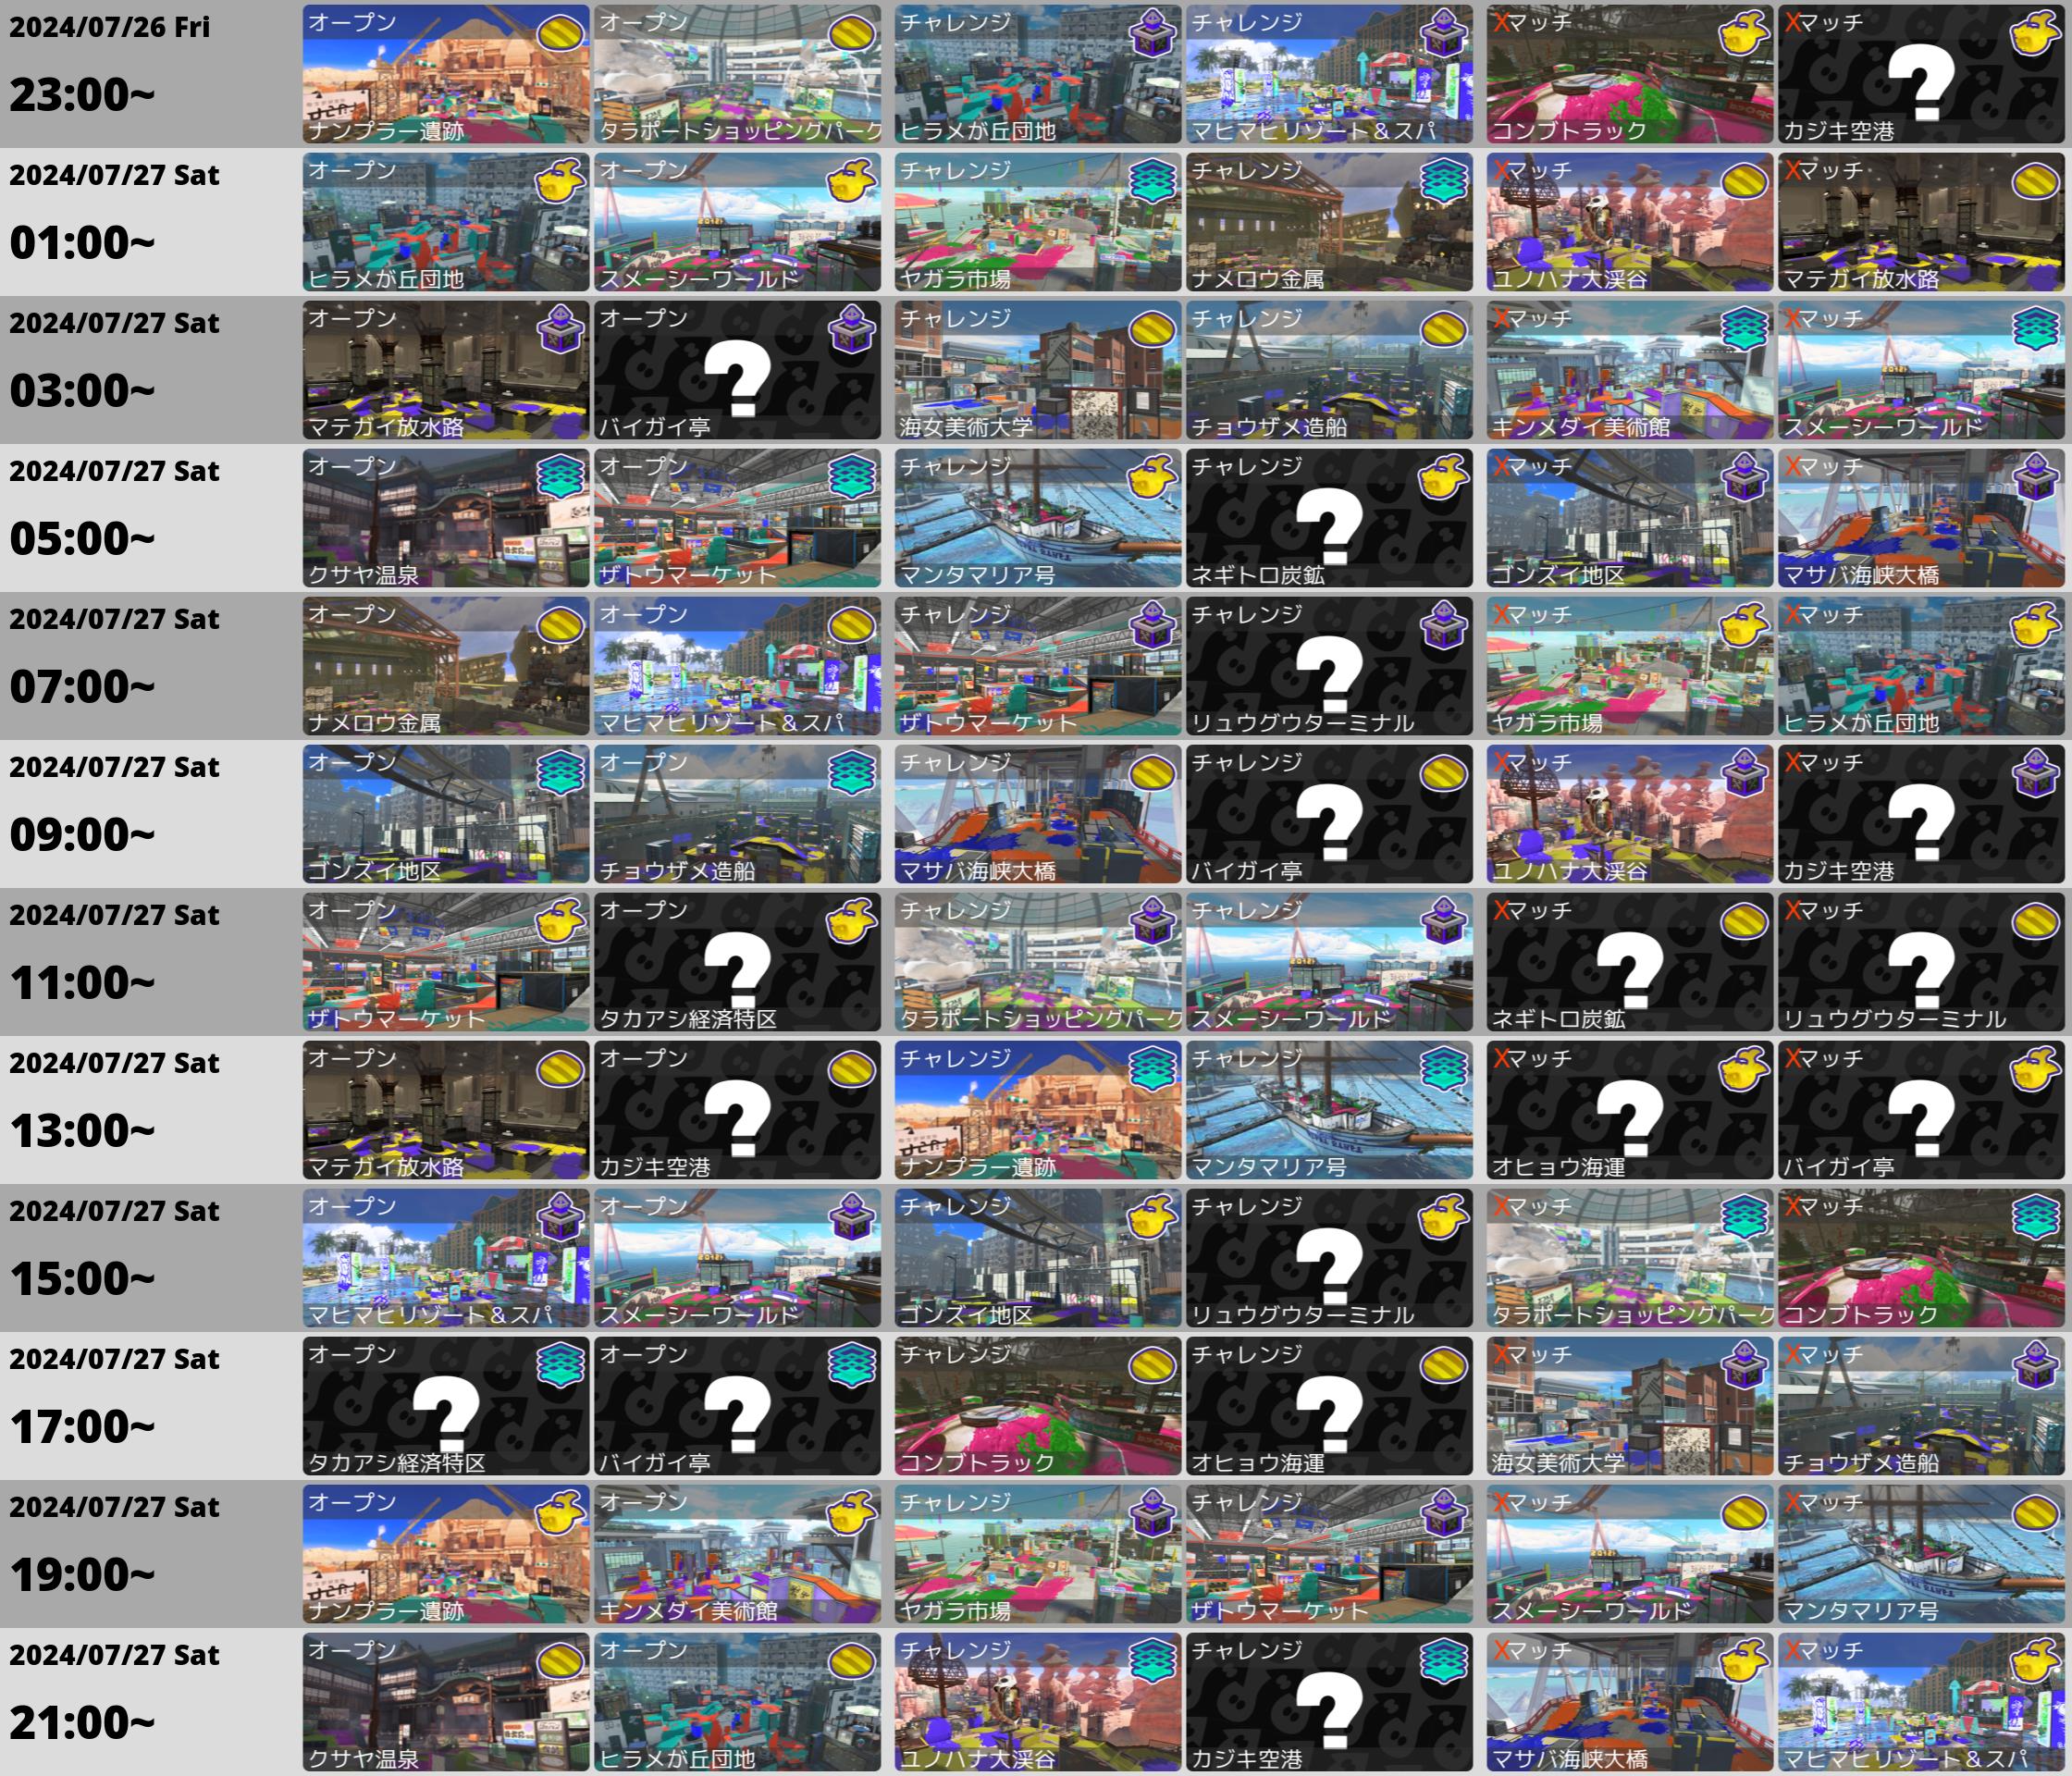 2024/07/26 Fri
23:00~
オープン
ナンプラー遺跡
オープン
タラポートショッピングパーク
チャレンジ
ヒラメが丘団地
チャレンジ
マヒマヒリゾート＆スパ
Xマッチ
コンブトラック
Xマッチ
カジキ空港
2024/07/27 Sat
01:00~
オープン
ヒラメが丘団地
オープン
スメーシーワールド
チャレンジ
ヤガラ市場
チャレンジ
ナメロウ金属
Xマッチ
ユノハナ大渓谷
Xマッチ
マテガイ放水路
2024/07/27 Sat
03:00~
オープン
マテガイ放水路
オープン
バイガイ亭
チャレンジ
海女美術大学
チャレンジ
チョウザメ造船
Xマッチ
キンメダイ美術館
Xマッチ
スメーシーワールド
2024/07/27 Sat
05:00~
オープン
クサヤ温泉
オープン
ザトウマーケット
チャレンジ
マンタマリア号
チャレンジ
ネギトロ炭鉱
Xマッチ
ゴンズイ地区
Xマッチ
マサバ海峡大橋
2024/07/27 Sat
07:00~
オープン
ナメロウ金属
オープン
マヒマヒリゾート＆スパ
チャレンジ
ザトウマーケット
チャレンジ
リュウグウターミナル
Xマッチ
ヤガラ市場
Xマッチ
ヒラメが丘団地
2024/07/27 Sat
09:00~
オープン
ゴンズイ地区
オープン
チョウザメ造船
チャレンジ
マサバ海峡大橋
チャレンジ
バイガイ亭
Xマッチ
ユノハナ大渓谷
Xマッチ
カジキ空港
2024/07/27 Sat
11:00~
オープン
ザトウマーケット
オープン
タカアシ経済特区
チャレンジ
タラポートショッピングパーク
チャレンジ
スメーシーワールド
Xマッチ
ネギトロ炭鉱
Xマッチ
リュウグウターミナル
2024/07/27 Sat
13:00~
オープン
マテガイ放水路
オープン
カジキ空港
チャレンジ
ナンプラー遺跡
チャレンジ
マンタマリア号
Xマッチ
オヒョウ海運
Xマッチ
バイガイ亭
2024/07/27 Sat
15:00~
オープン
マヒマヒリゾート＆スパ
オープン
スメーシーワールド
チャレンジ
ゴンズイ地区
チャレンジ
リュウグウターミナル
Xマッチ
タラポートショッピングパーク
Xマッチ
コンブトラック
2024/07/27 Sat
17:00~
オープン
タカアシ経済特区
オープン
バイガイ亭
チャレンジ
コンブトラック
チャレンジ
オヒョウ海運
Xマッチ
海女美術大学
Xマッチ
チョウザメ造船
2024/07/27 Sat
19:00~
オープン
ナンプラー遺跡
オープン
キンメダイ美術館
チャレンジ
ヤガラ市場
チャレンジ
ザトウマーケット
Xマッチ
スメーシーワールド
Xマッチ
マンタマリア号
2024/07/27 Sat
21:00~
オープン
クサヤ温泉
オープン
ヒラメが丘団地
チャレンジ
ユノハナ大渓谷
チャレンジ
カジキ空港
Xマッチ
マサバ海峡大橋
Xマッチ
マヒマヒリゾート＆スパ